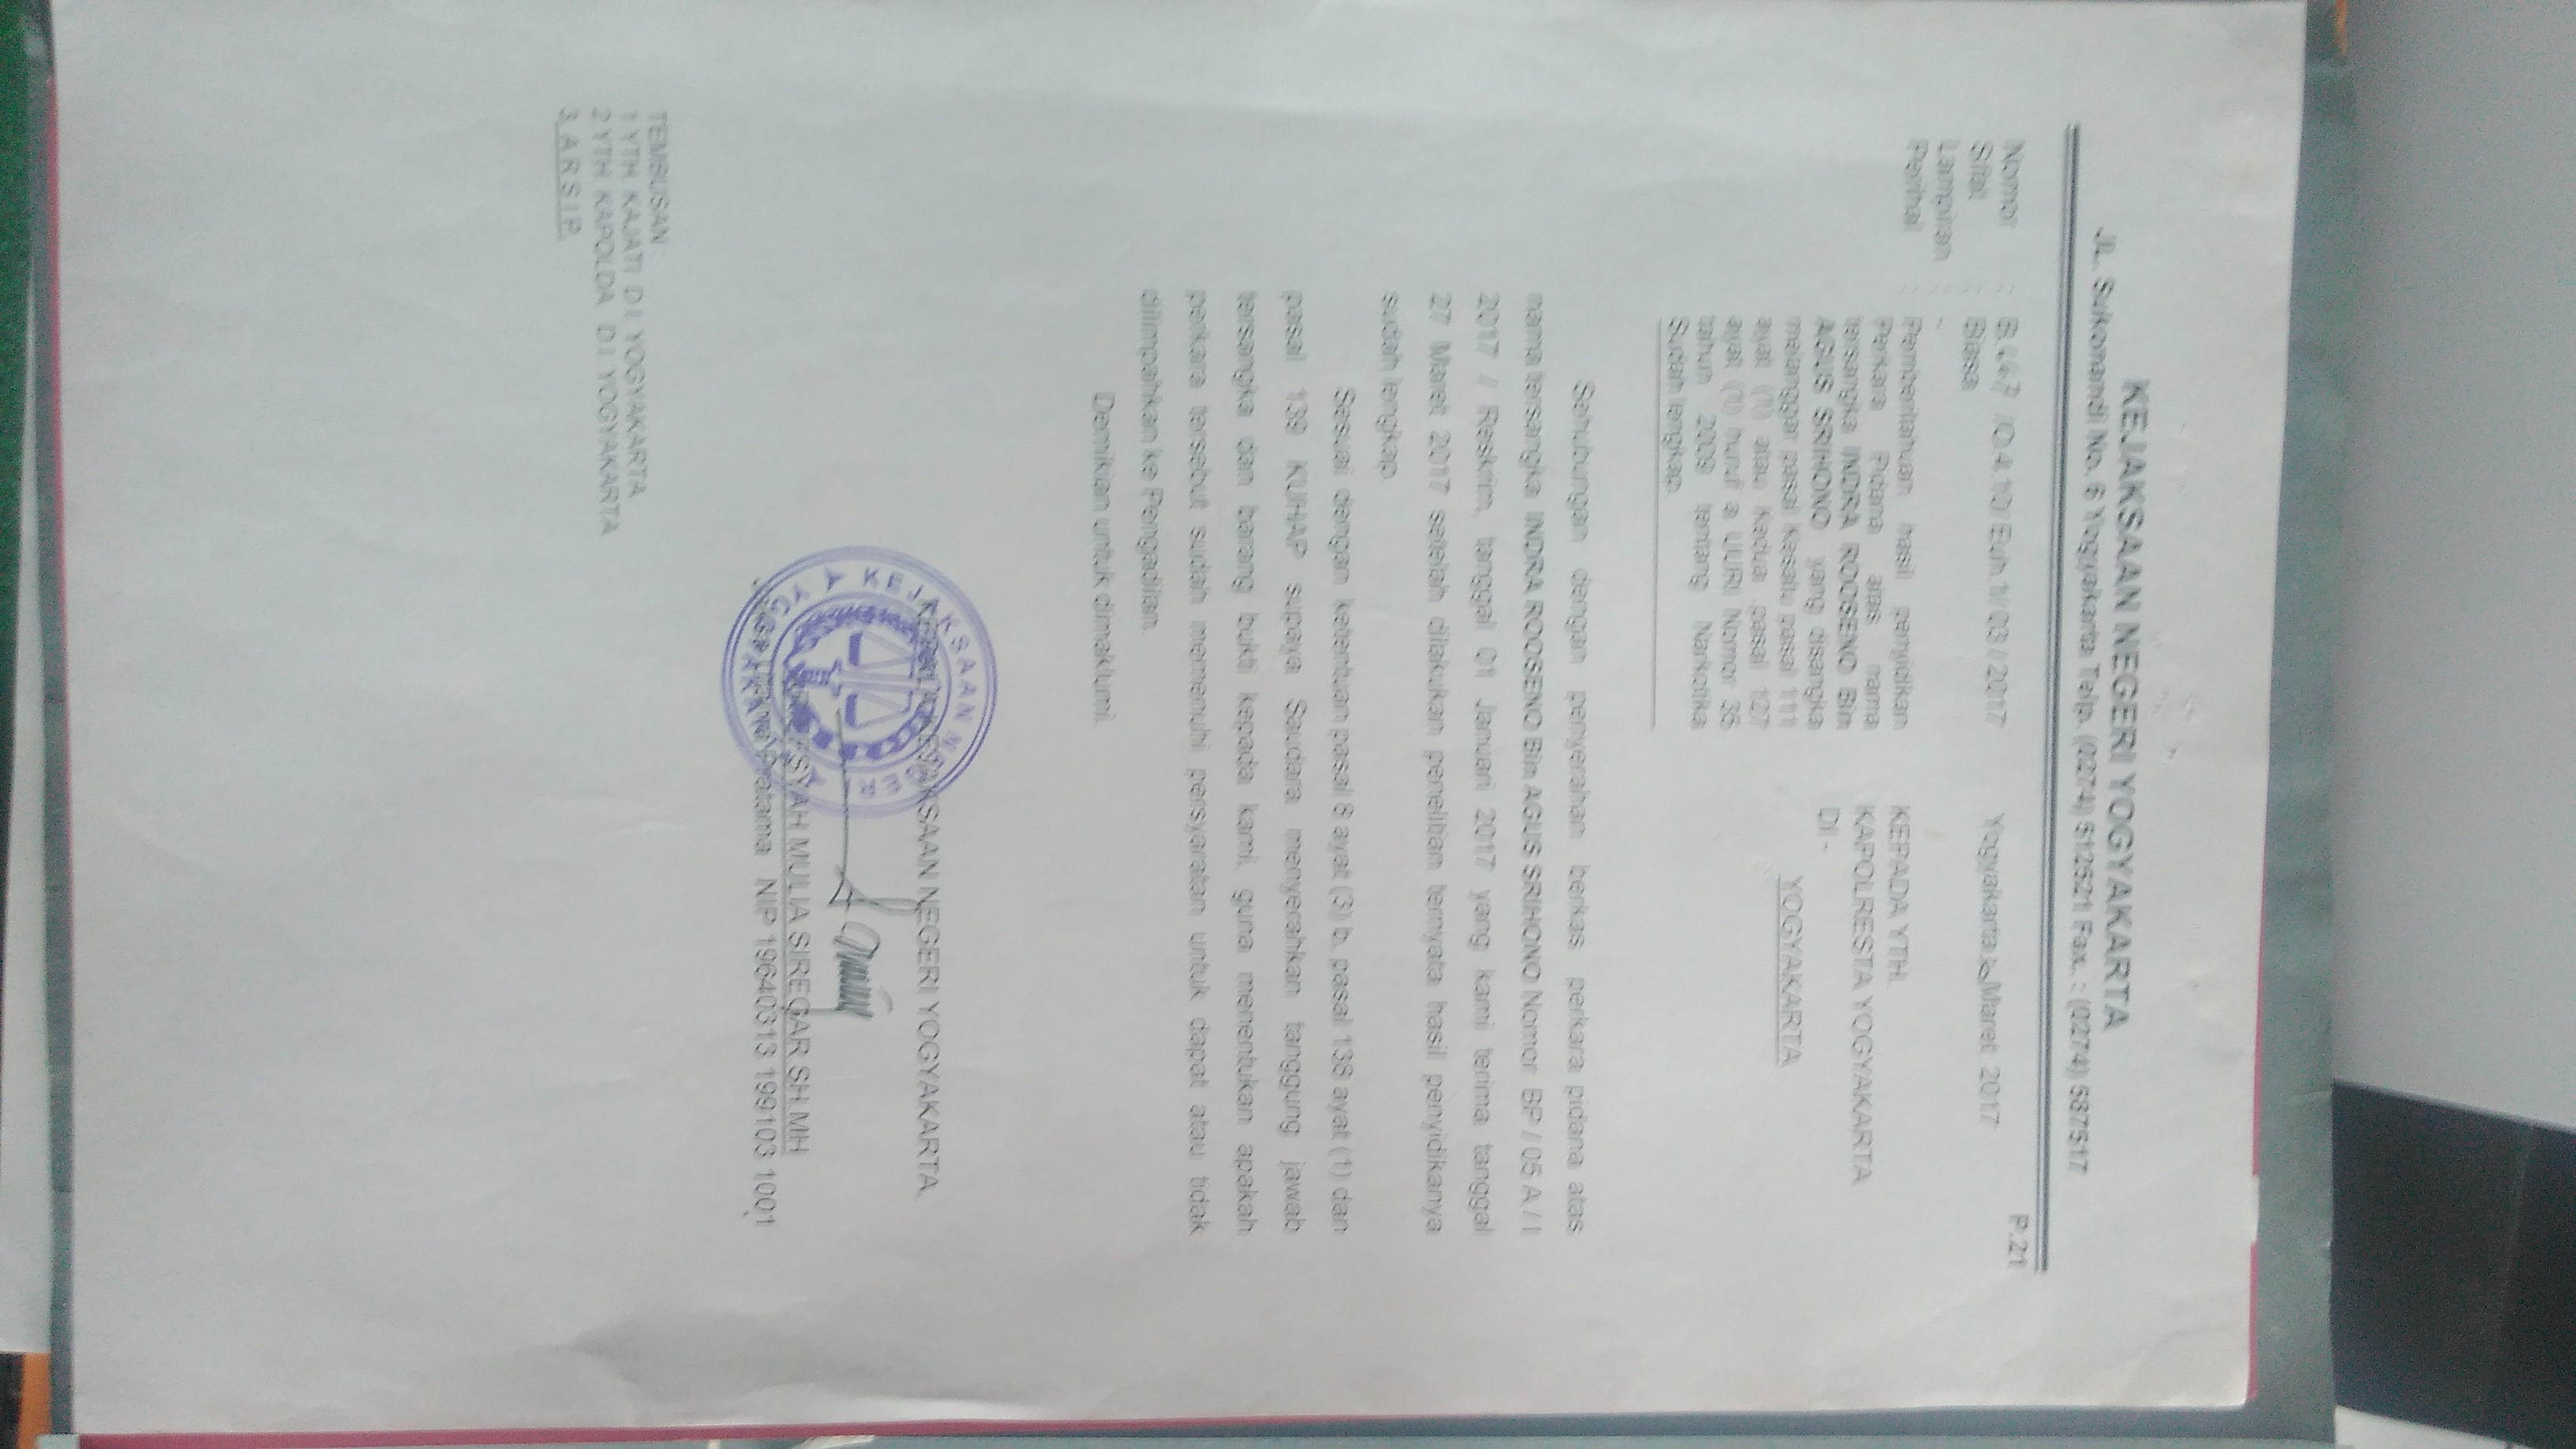 KEJAKSAAN NEGERI YOGYAKARTA
JL. Sukonandi No. 6 Yogyakarta Telp. (0274) 512621 Fax. : (0274) 587517
P.21
Nomor : B. /O.4.10/ Euh.1/ 03 / 2017 Yogyakarta Maret 2017
Sifat : Biasa
Lampiran : -
Perihal : Pemberitahuan hasil penyidikan
Perkara Pidana atas nama
tersangka INDRA ROOSENO Bim
AGUS SRIHONO yang disangka
melanggar pasal Kesatu pasal 111
ayat (1) atau Kedua pasal 127
ayat (1) huruf a UURI Nomor 35
tahun 2009 tentang Narkotika
Sudah lengkap.
KEPADA YTH.
KAPOLRESTA YOGYAKARTA
Di -
YOGYAKARTA
Sehubungan dengan penyerahan berkas perkara pidana atas
nama tersangka INDRA ROOSENO Bim AGUS SRIHONO Nomor BP / 05 A / I
2017 / Reskrim, tanggal 01 Januari 2017 yang kami terima tanggal
27 Maret 2017 setelah dilakukan penelitian ternyata hasil penyidikanya
sudah lengkap.
Sesuai dengan ketentuan pasal 8 ayat (3) b, pasal 138 ayat (1) dan
pasal 139 KUHAP supaya Saudara menyerahkan tanggung jawab
tersangka dan barang bukti kepada kami, guna menentukan apakah
perkara tersebut sudah memenuhi persyaratan untuk dapat atau tidak
dilimpahkan ke Pengadilan.
Demikian untuk dimaklumi.
KEPALA KEJAKSAAN NEGERI YOGYAKARTA.
KEJAKSAAN NEGERI
YOGYAKARTA
SYAH MULIA SIREGAR.SH.MH
Pratama NIP 19640313 199103 1001
TEMBUSAN:
1 YTH KAJATI D I YOGYAKARTA
2 YTH KAPOLDA D.I YOGYAKARTA
3. A R S I P.